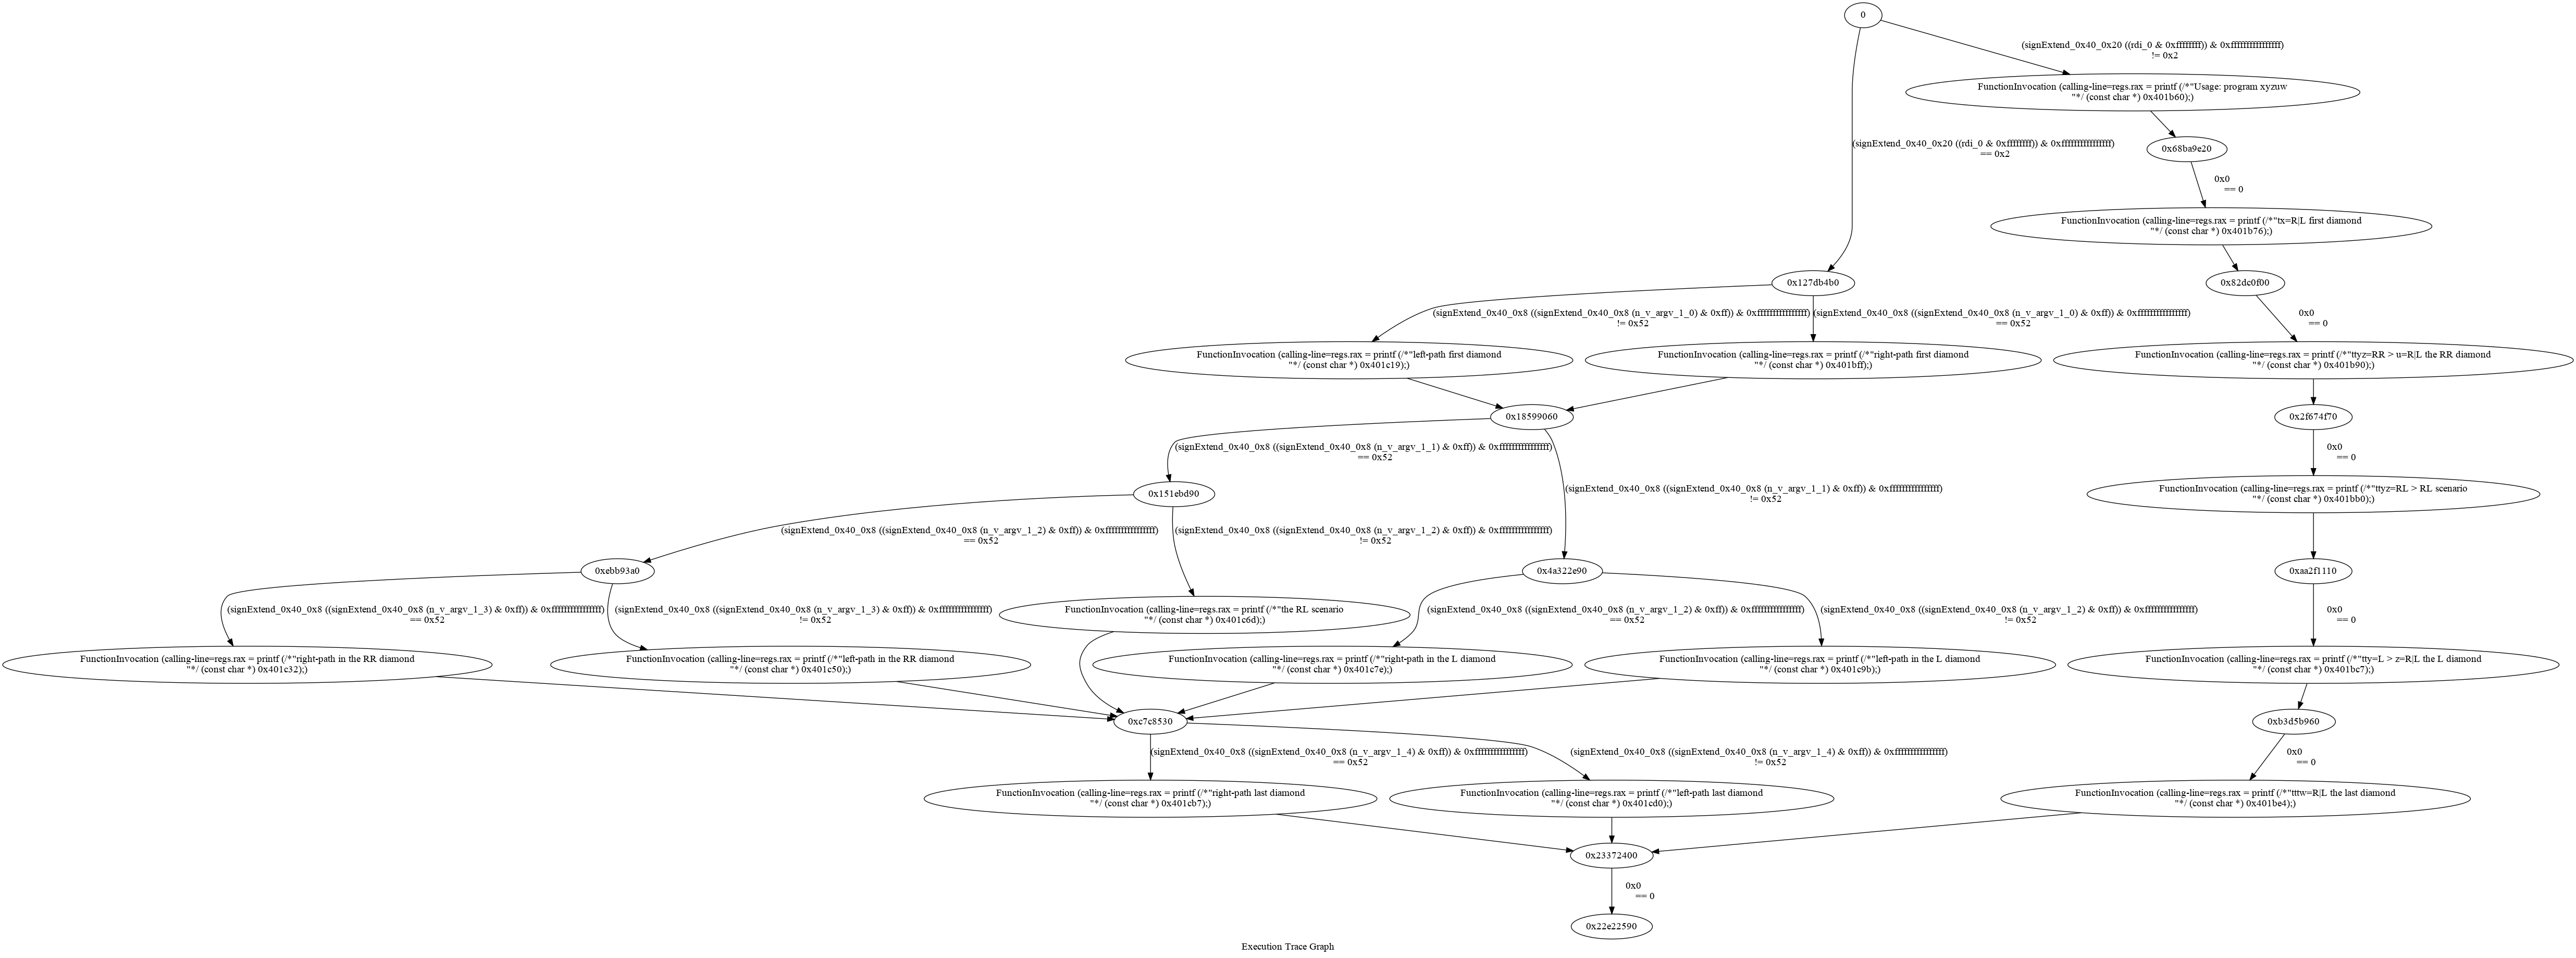 0
(signExtend_0x40_0x20 ((rdi_0 & 0xffffffff)) & 0xffffffffffffffff)
!= 0x2
FunctionInvocation (calling-line=regs.rax = printf (/*"Usage: program xyzuw
"*/ (const char *) 0x401b60);)
(signExtend_0x40_0x20 ((rdi_0 & 0xffffffff)) & 0xffffffffffffffff)
== 0x2
0x68ba9e20
0x0
== 0
FunctionInvocation (calling-line=regs.rax = printf (/*"tx=R|L first diamond
"*/ (const char *) 0x401b76);)
0x127db4b0
0x82dc0f00
(signExtend_0x40_0x8 ((signExtend_0x40_0x8 (n_v_argv_1_0) & 0xff)) & 0xffffffffffffffff)
!= 0x52
(signExtend_0x40_0x8 ((signExtend_0x40_0x8 (n_v_argv_1_0) & 0xff)) & 0xffffffffffffffff)
== 0x52
0x0
== 0
FunctionInvocation (calling-line=regs.rax = printf (/*"left-path first diamond
"*/ (const char *) 0x401c19);)
FunctionInvocation (calling-line=regs.rax = printf (/*"right-path first diamond
"*/ (const char *) 0x401bff);)
FunctionInvocation (calling-line=regs.rax = printf (/*"ttyz=RR > u=R|L the RR diamond
"*/ (const char *) 0x401b90);)
0x18599060
0x2f674f70
(signExtend_0x40_0x8 ((signExtend_0x40_0x8 (n_v_argv_1_1) & 0xff)) & 0xffffffffffffffff)
== 0x52
0x0
== 0
0x151ebd90
(signExtend_0x40_0x8 ((signExtend_0x40_0x8 (n_v_argv_1_1) & 0xff)) & 0xffffffffffffffff)
!= 0x52
FunctionInvocation (calling-line=regs.rax = printf (/*"ttyz=RL > RL scenario
"*/ (const char *) 0x401bb0);)
(signExtend_0x40_0x8 ((signExtend_0x40_0x8 (n_v_argv_1_2) & 0xff)) & 0xffffffffffffffff)
== 0x52
(signExtend_0x40_0x8 ((signExtend_0x40_0x8 (n_v_argv_1_2) & 0xff)) & 0xffffffffffffffff)
!= 0x52
0xebb93a0
0x4a322e90
0xaa2f1110
(signExtend_0x40_0x8 ((signExtend_0x40_0x8 (n_v_argv_1_3) & 0xff)) & 0xffffffffffffffff)
== 0x52
(signExtend_0x40_0x8 ((signExtend_0x40_0x8 (n_v_argv_1_3) & 0xff)) & 0xffffffffffffffff)
!= 0x52
FunctionInvocation (calling-line=regs.rax = printf (/*"the RL scenario
"*/ (const char *) 0x401c6d);)
(signExtend_0x40_0x8 ((signExtend_0x40_0x8 (n_v_argv_1_2) & 0xff)) & 0xffffffffffffffff)
== 0x52
(signExtend_0x40_0x8 ((signExtend_0x40_0x8 (n_v_argv_1_2) & 0xff)) & 0xffffffffffffffff)
!= 0x52
0x0
== 0
FunctionInvocation (calling-line=regs.rax = printf (/*"right-path in the RR diamond
"*/ (const char *) 0x401c32);)
FunctionInvocation (calling-line=regs.rax = printf (/*"left-path in the RR diamond
"*/ (const char *) 0x401c50);)
FunctionInvocation (calling-line=regs.rax = printf (/*"right-path in the L diamond
"*/ (const char *) 0x401c7e);)
FunctionInvocation (calling-line=regs.rax = printf (/*"left-path in the L diamond
"*/ (const char *) 0x401c9b);)
FunctionInvocation (calling-line=regs.rax = printf (/*"tty=L > z=R|L the L diamond
"*/ (const char *) 0x401bc7);)
0xc7c8530
0xb3d5b960
(signExtend_0x40_0x8 ((signExtend_0x40_0x8 (n_v_argv_1_4) & 0xff)) & 0xffffffffffffffff)
== 0x52
(signExtend_0x40_0x8 ((signExtend_0x40_0x8 (n_v_argv_1_4) & 0xff)) & 0xffffffffffffffff)
!= 0x52
0x0
== 0
FunctionInvocation (calling-line=regs.rax = printf (/*"right-path last diamond
"*/ (const char *) 0x401cb7);)
FunctionInvocation (calling-line=regs.rax = printf (/*"left-path last diamond
"*/ (const char *) 0x401cd0);)
FunctionInvocation (calling-line=regs.rax = printf (/*"tttw=R|L the last diamond
"*/ (const char *) 0x401be4);)
0x23372400
0x0
== 0
0x22e22590
Execution Trace Graph